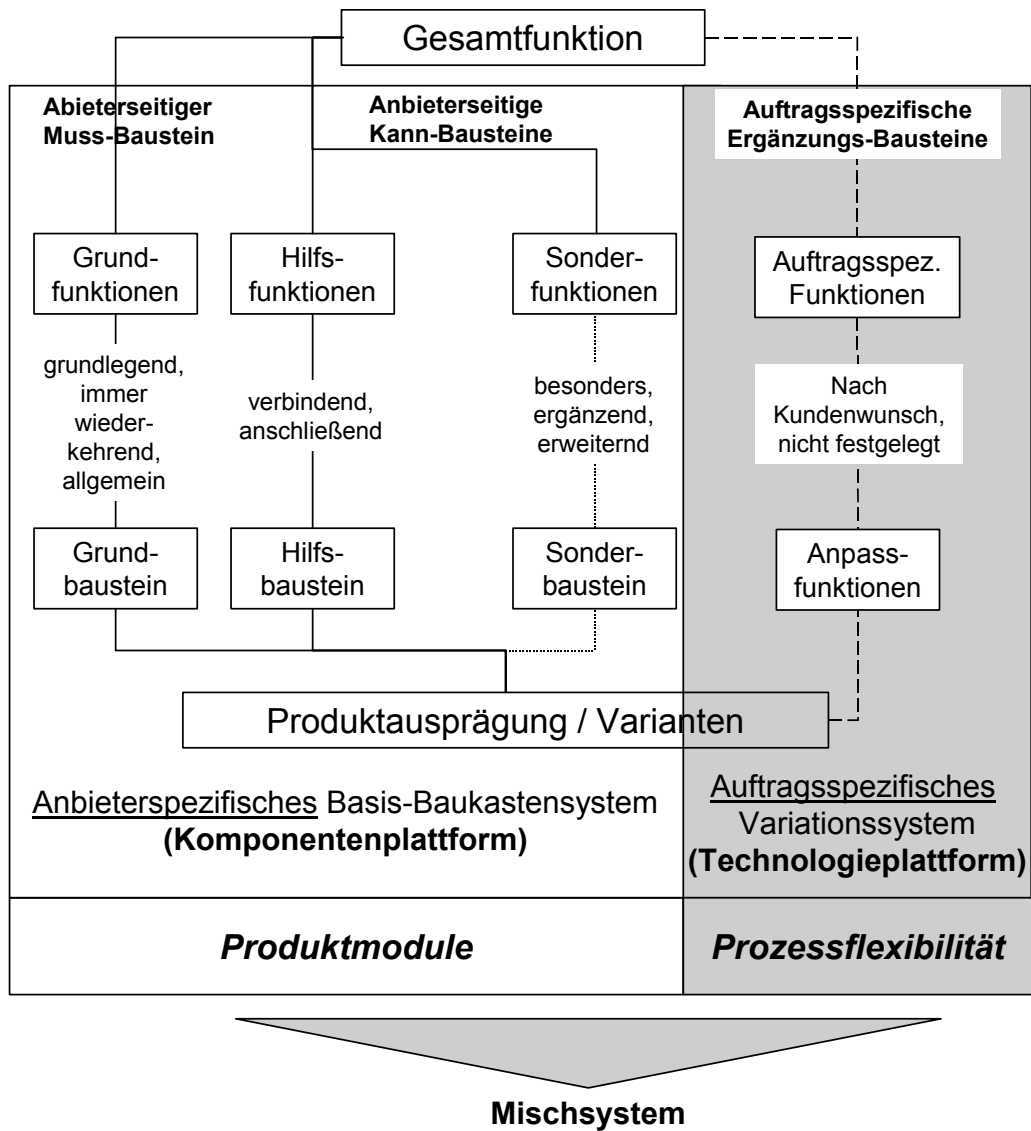 Gesamtfunktion
Abieterseitiger
Muss-Baustein
Anbieterseitige
Kann-Bausteine
Auftragsspezifische
Ergänzungs-Bausteine
Grund-
funktionen
Hilfs-
funktionen
Sonder-
funktionen
Auftragsspez.
Funktionen
grundlegend,
immer
wieder-
kehrend,
allgemein
verbindend,
anschließend
besonders,
ergänzend,
erweiternd
Nach
Kundenwunsch,
nicht festgelegt
Grund-
baustein
Hilfs-
baustein
Sonder-
baustein
Anpass-
funktionen
Produktausprägung / Varianten
Anbieterspezifisches Basis-Baukastensystem
(Komponentenplattform)
Auftragsspezifisches
Variationssystem
(Technologieplattform)
Produktmodule
Prozessflexibilität
Mischsystem